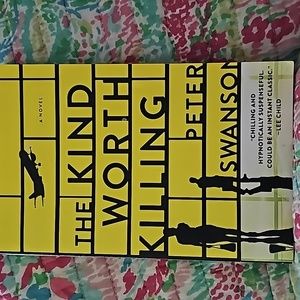 A NOVEL
THE KIND
WORTH
KILLING
PETER
SWANSON
"CHILLING AND
HYPNOTICALLY SUSPENSEFUL.
COULD BE AN INSTANT CLASSIC."
–LEE CHILD